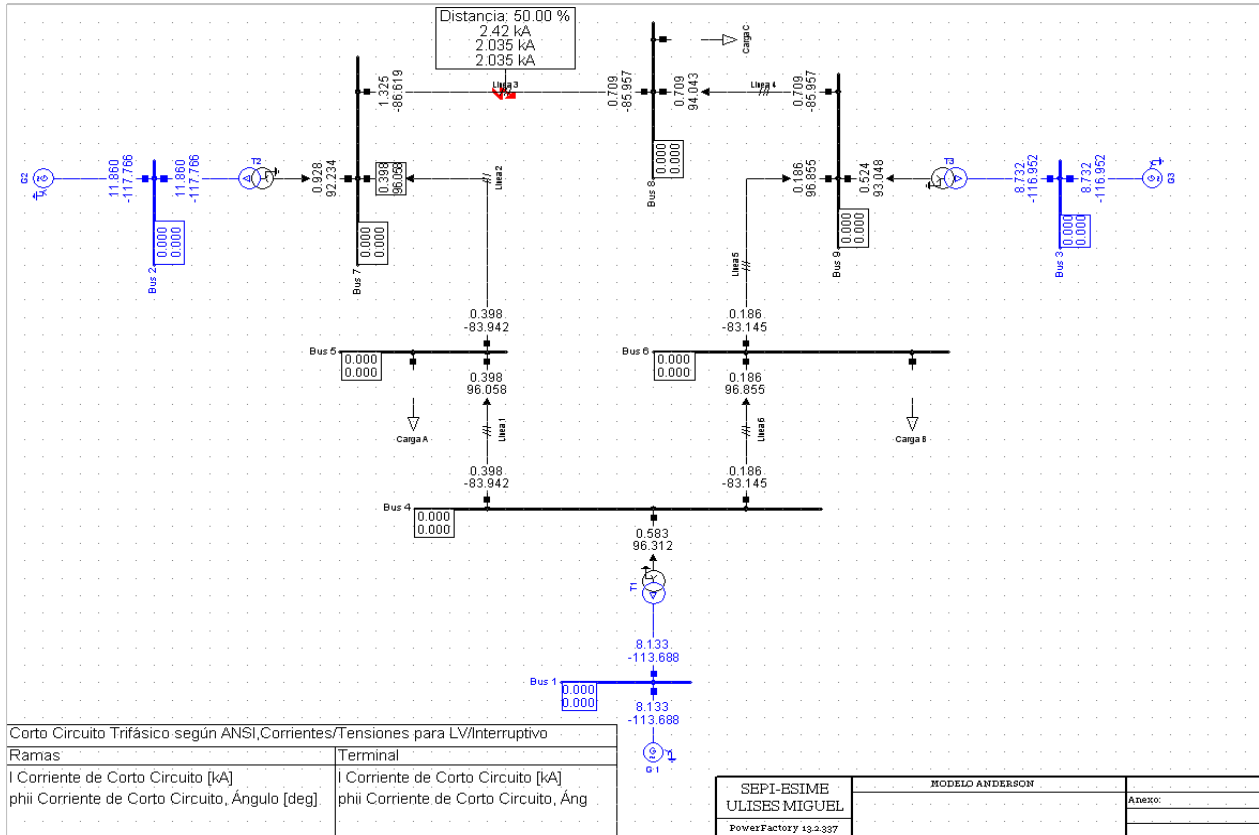 Distancia: 50.00 %
2.42 kA
2.035 kA
2.035 kA
Carga C
1.325
-86.619
Linea 3
0.709
-85.957
0.709
94.043
Linea 4
0.709
-85.957
G2
G
11.860
-117.766
11.860
-117.766
T2
0.928
92.234
0.398
96.058
Linea 2
0.000
0.000
Bus 2
0.000
0.000
Bus 7
0.000
0.000
Bus 8
0.186
96.855
0.524
93.048
Linea 5
0.000
0.000
Bus 9
8.732
-116.952
8.732
-116.952
G
G3
0.000
0.000
Bus 3
0.398
-83.942
Bus 5
0.000
0.000
0.398
96.058
Carga A
Linea 1
0.398
-83.942
0.186
-83.145
Bus 6
0.000
0.000
0.186
96.855
Carga B
Linea 6
0.186
-83.145
Bus 4
0.000
0.000
0.583
96.312
T1
8.133
-113.688
Bus 1
0.000
0.000
8.133
-113.688
G
G1
Corto Circuito Trifásico según ANSI,Corrientes/Tensiones para LV/Interruptivo
Ramas
Terminal
I Corriente de Corto Circuito [kA]
phii Corriente de Corto Circuito, Ángulo [deg]
I Corriente de Corto Circuito [kA]
phii Corriente de Corto Circuito, Áng
SEPI-ESIME
ULISES MIGUEL
PowerFactory 13.2.337
MODELO ANDERSON
Anexo: